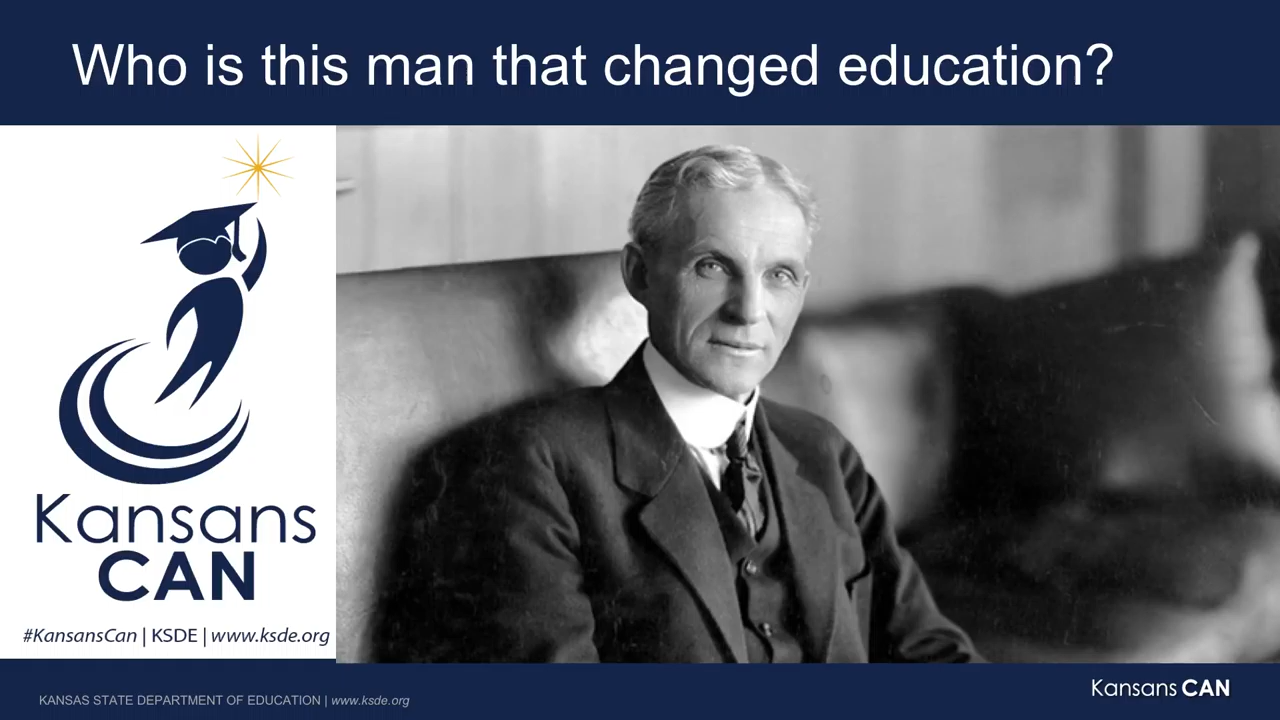 Who is this man that changed education?
Kansans
CAN
#KansansCan | KSDE | www.ksde.org
KANSAS STATE DEPARTMENT OF EDUCATION | www.ksde.org
Kansans CAN